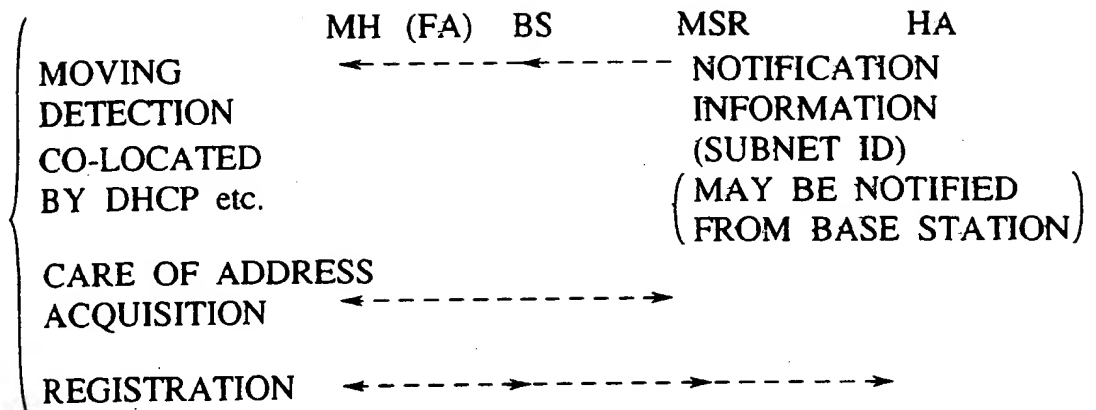 MH (FA) BS MSR HA
MOVING NOTIFICATION
DETECTION INFORMATION
CO-LOCATED (SUBNET ID)
BY DHCP etc. (MAY BE NOTIFIED
FROM BASE STATION)
CARE OF ADDRESS
ACQUISITION
REGISTRATION